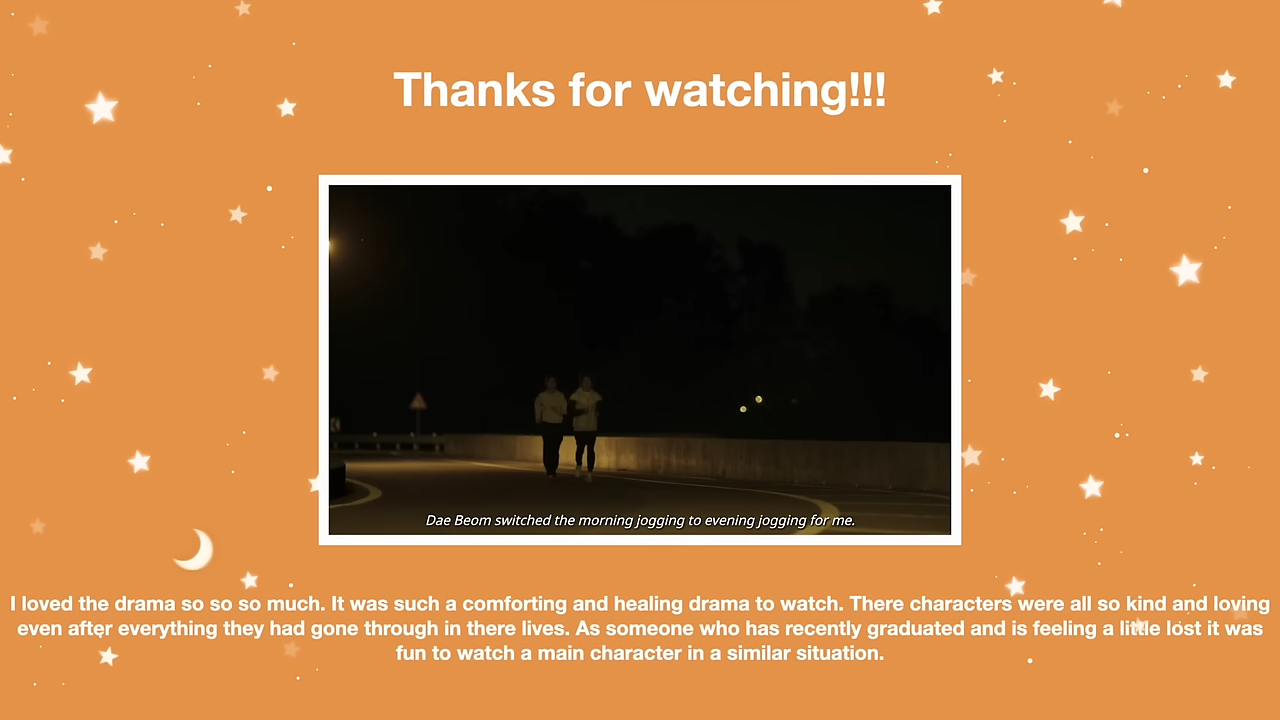 Thanks for watching!!!
Dae Beom switched the morning jogging to evening jogging for me.
I loved the drama so so so much. It was such a comforting and healing drama to watch. There characters were all so kind and loving
even after everything they had gone through in there lives. As someone who has recently graduated and is feeling a little lost it was
fun to watch a main character in a similar situation.